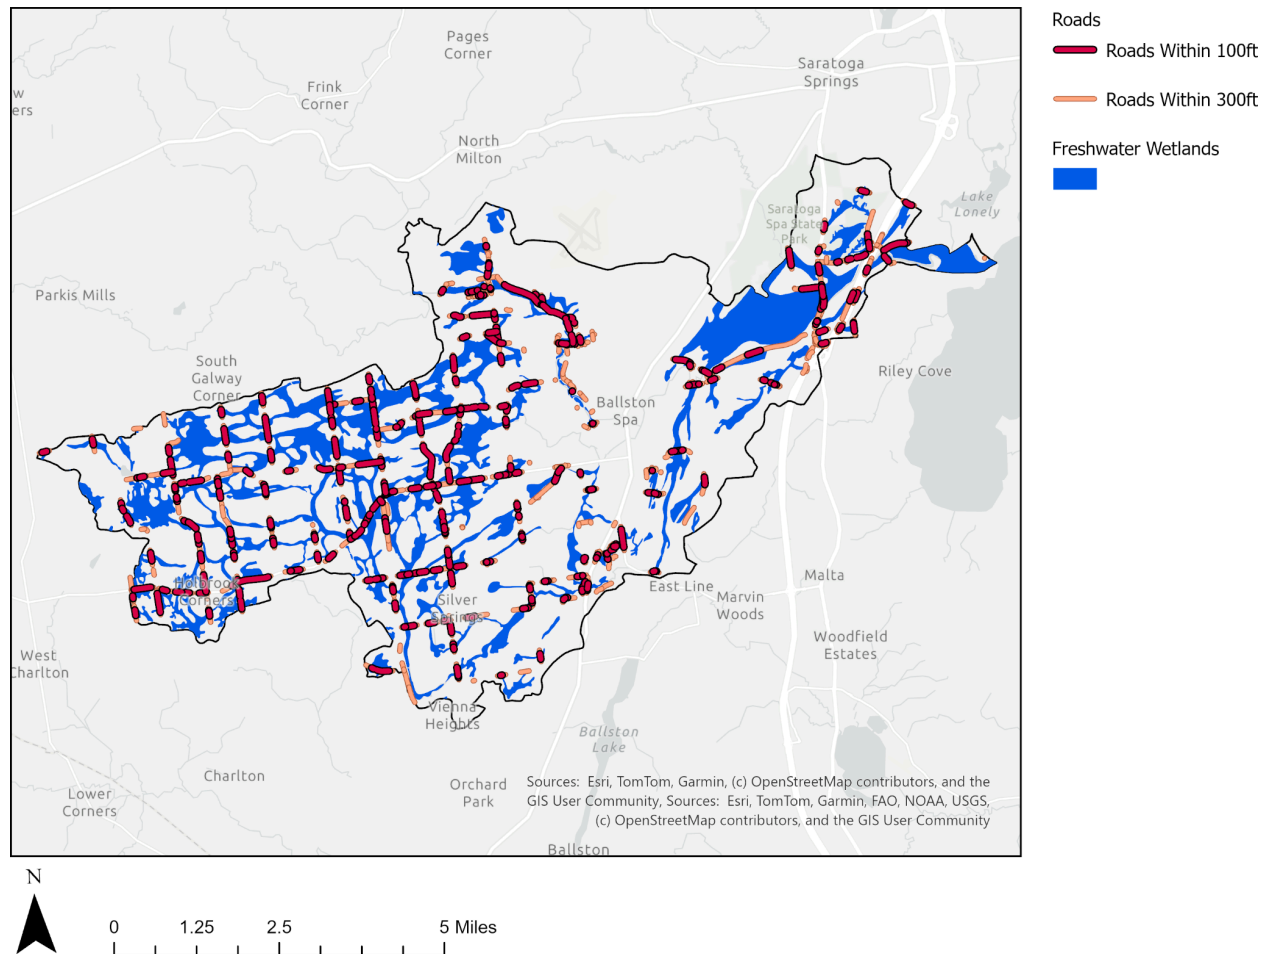 Pages
Corner
Saratoga
Springs
w
ers
Frink
Corner
North
Milton
Lake
Lonely
Saratoga
Spa State
Park
Parkis Mills
South
Galway
Corner
Riley Cove
Ballston
Spa
Holbrook
Corners
East Line
Malta
Marvin
Woods
Silver
Springs
Woodfield
Estates
West
Charlton
Vienna
Heights
Ballston
Lake
Charlton
Orchard
Park
Lower
Corners
Ballston
Sources: Esri, TomTom, Garmin, (c) OpenStreetMap contributors, and the
GIS User Community, Sources: Esri, TomTom, Garmin, FAO, NOAA, USGS,
(c) OpenStreetMap contributors, and the GIS User Community
Roads
Roads Within 100ft
Roads Within 300ft
Freshwater Wetlands
N
0 1.25 2.5 5 Miles